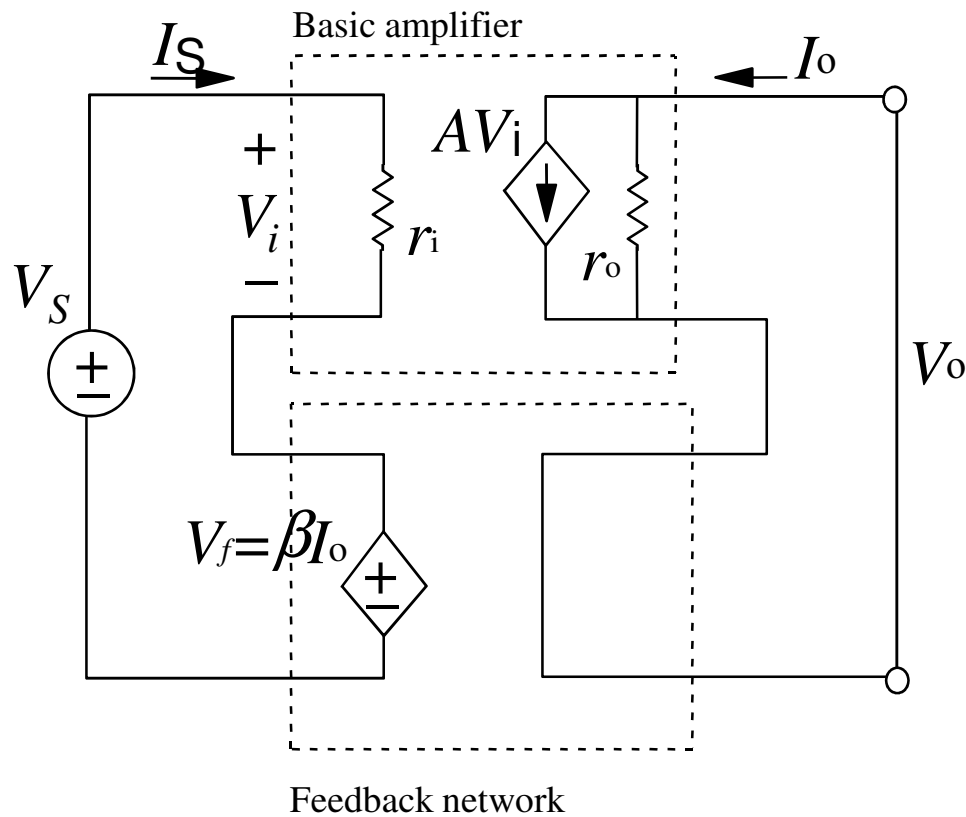 Basic amplifier
IS
Io
+
Vi
−
ri
AVi
ro
VS
+
−
Vo
Vf=βIo
+
−
Feedback network